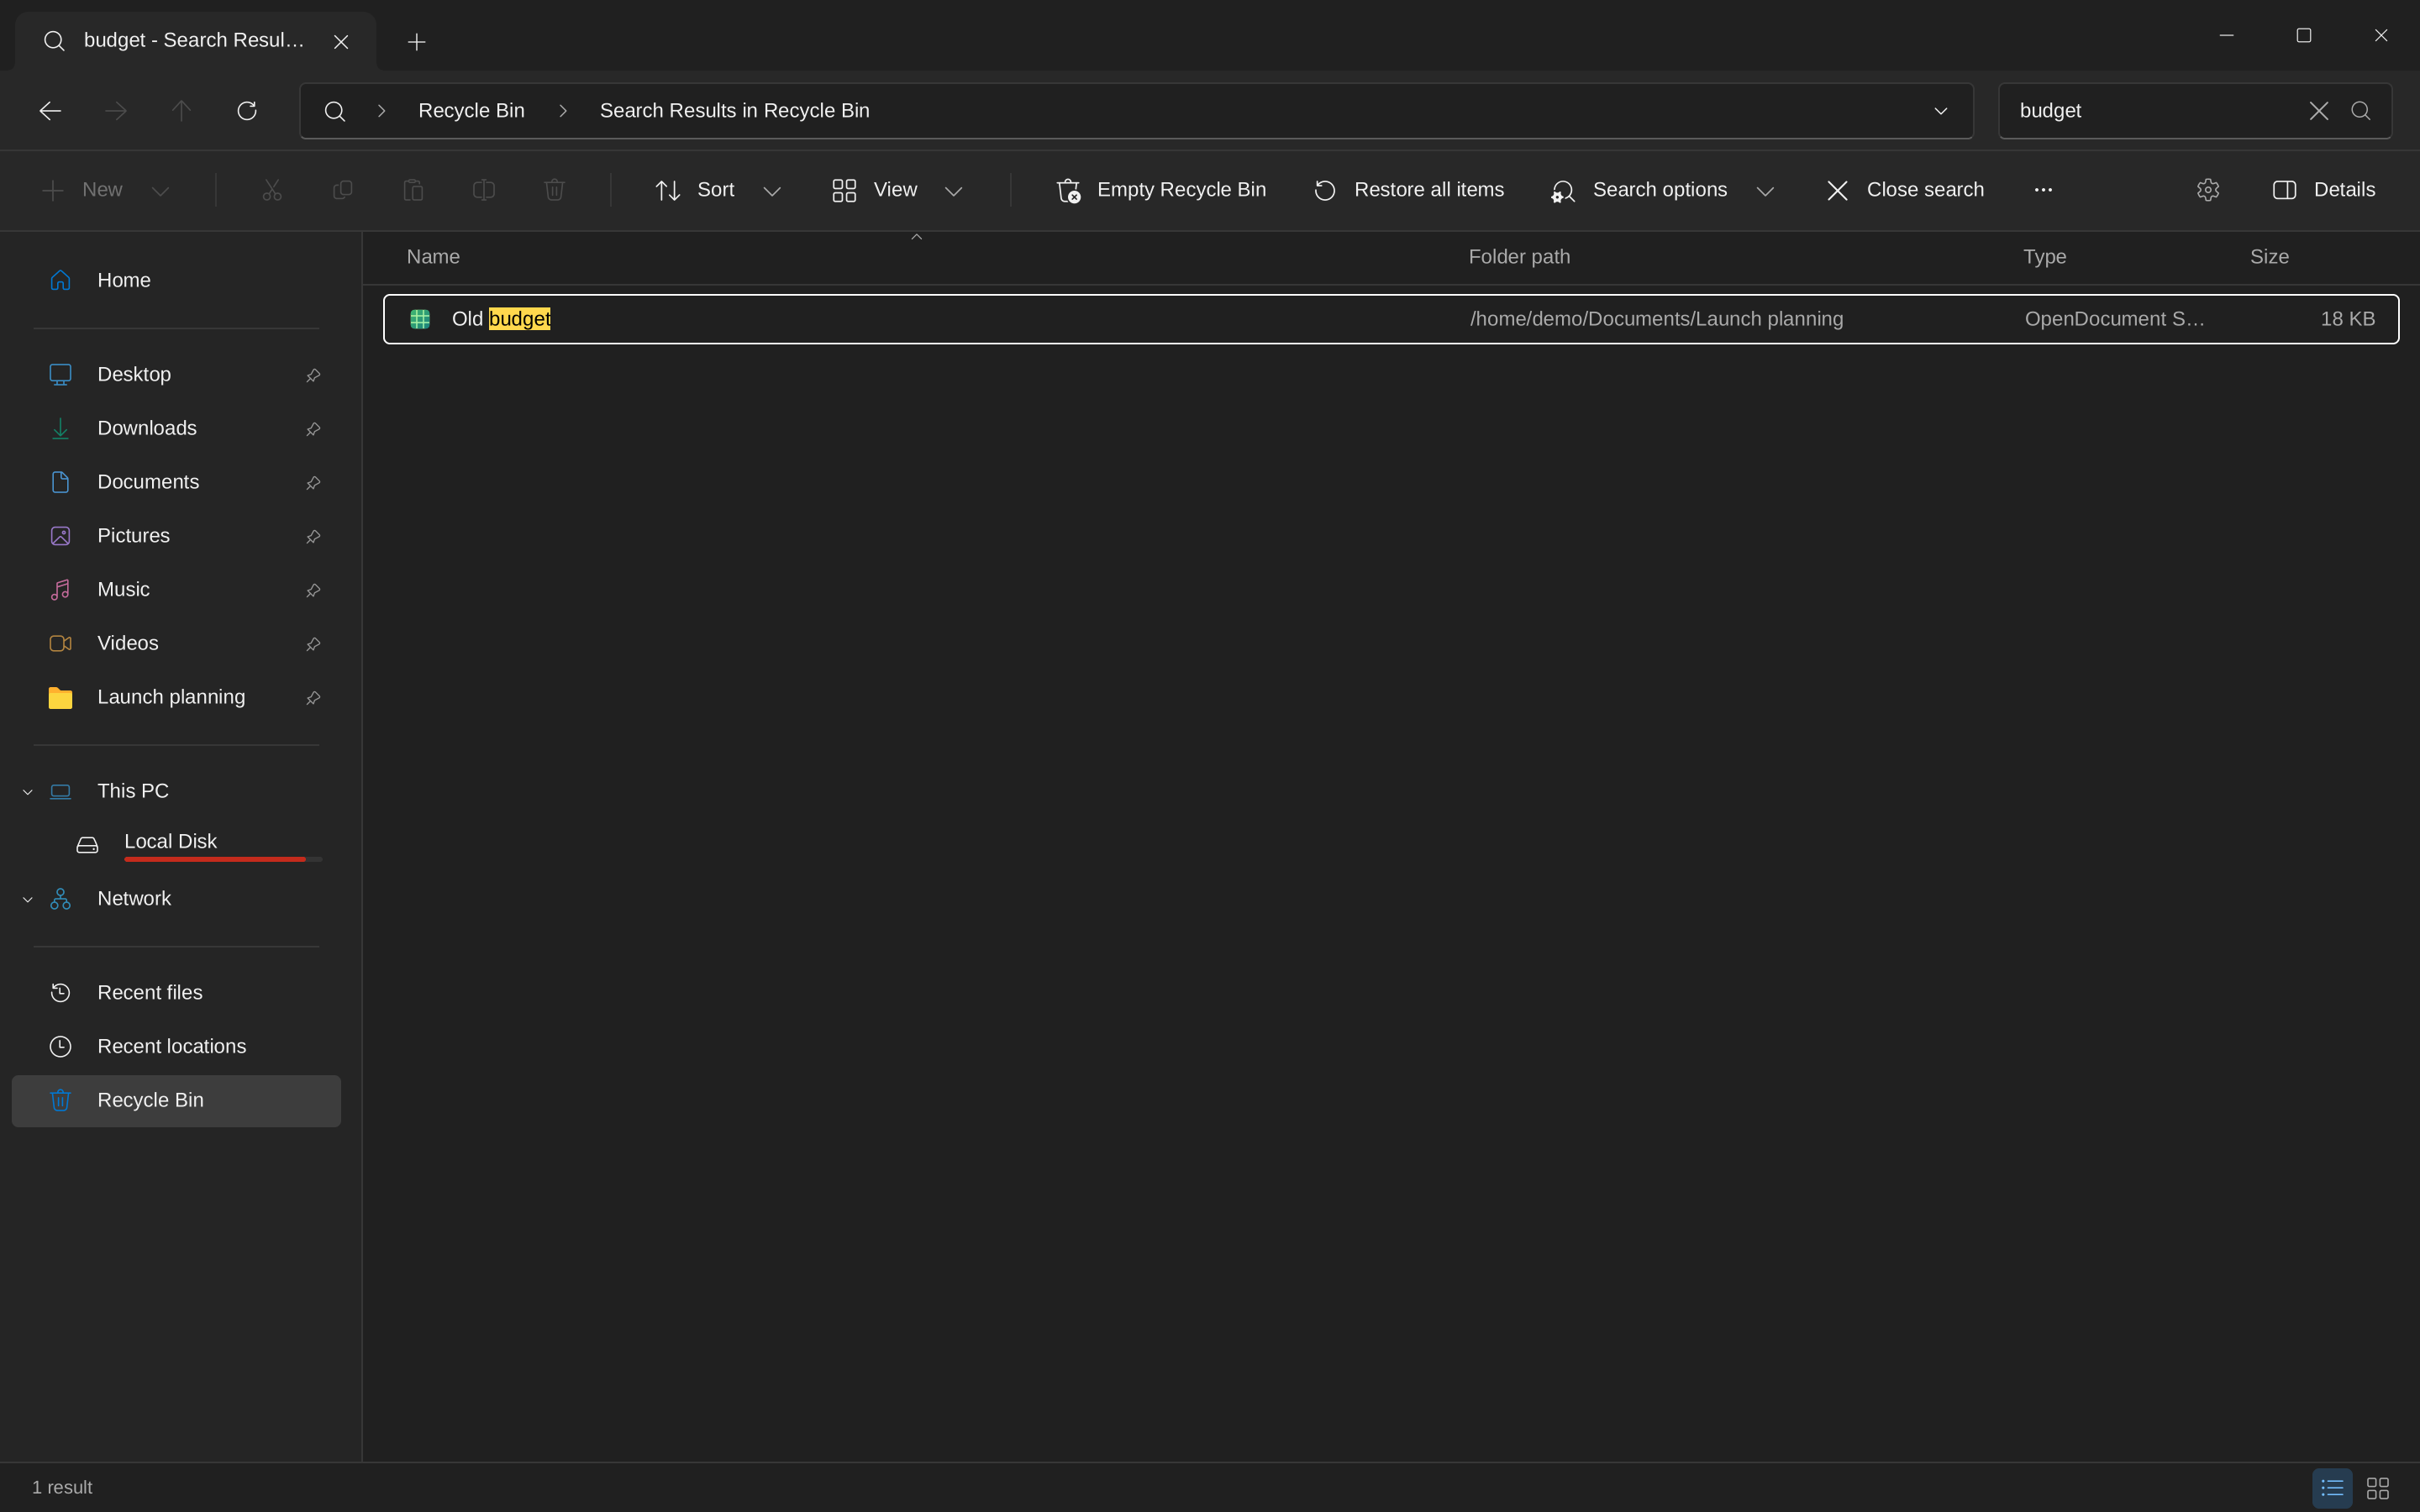 budget - Search Resul…
Recycle Bin
Search Results in Recycle Bin
budget
New
Sort
View
Empty Recycle Bin
Restore all items
Search options
Close search
Details
Name
Folder path
Type
Size
Old budget
/home/demo/Documents/Launch planning
OpenDocument S…
18 KB
Home
Desktop
Downloads
Documents
Pictures
Music
Videos
Launch planning
This PC
Local Disk
Network
Recent files
Recent locations
Recycle Bin
1 result